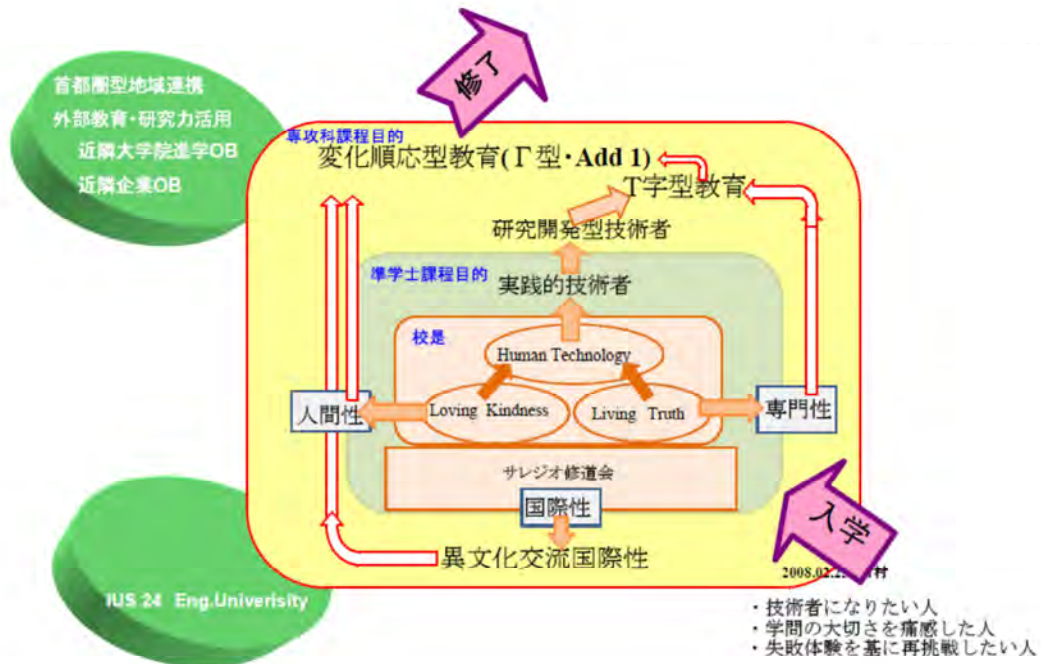 修了
首都圏型地域連携
外部教育・研究力活用
近隣大学院進学OB
近隣企業OB
専攻科課程目的
変化順応型教育(Γ型・Add 1)
T字型教育
研究開発型技術者
準学士課程目的
実践的技術者
校是
Human Technology
人間性
Loving Kindness
Living Truth
専門性
サレジオ修道会
国際性
異文化交流国際性
入学
2008.02.2
村
IUS 24 Eng.Univerisity
・技術者になりたい人
・学問の大切さを痛感した人
・失敗体験を基に再挑戦したい人